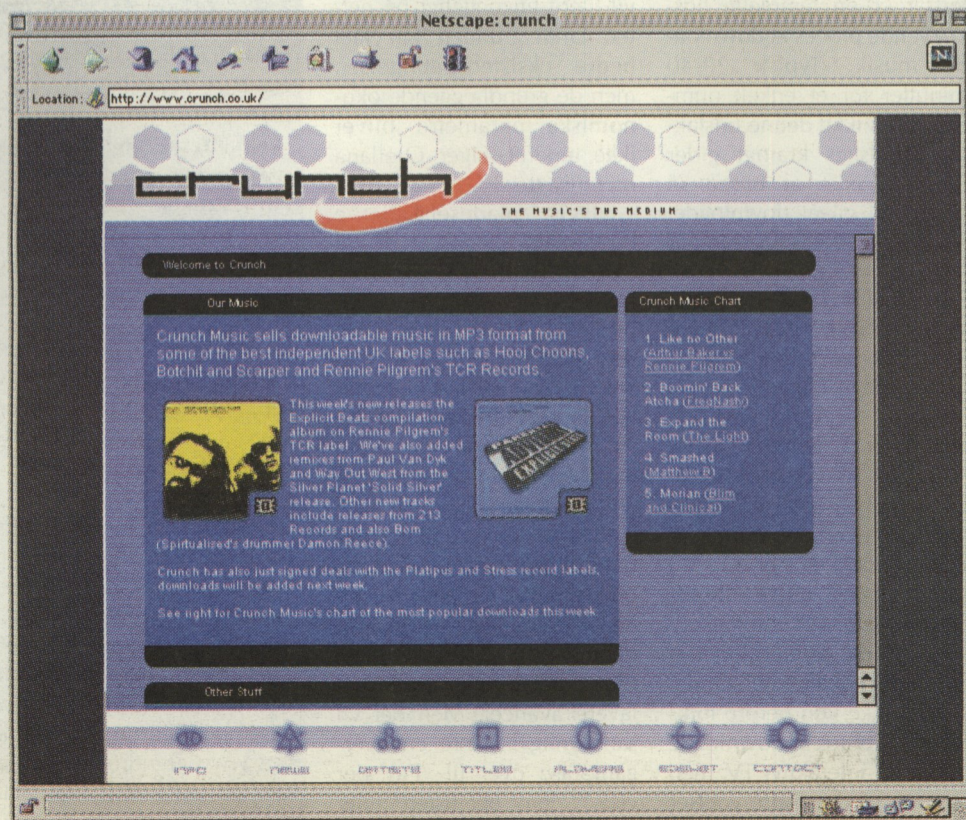 Netscape: crunch
N
Location: http://www.crunch.co.uk/
crunch
THE MUSIC'S THE MEDIUM
Welcome to Crunch
Our Music
Crunch Music sells downloadable music in MP3 format from
some of the best independent UK labels such as Hooj Choons,
Botchit and Scarper and Rennie Pilgrem's TCR Records.
This week's new releases the
Explicit Beatz compilation
album on Rennie Pilgrem's
TCR label . We've also added
remixes from Paul Van Dyk
and Way Out West from the
Silver Planet 'Solid Silver'
release. Other new tracks
include releases from 213
Records and also Born
(Spirtualised's drummer Damon Reece).
Crunch has also just signed deals with the Platipus and Stress record labels,
downloads will be added next week.
See right for Crunch Music's chart of the most popular downloads this week
Crunch Music Chart
1. Like no Other
(Arthur Baker vs
Rennie Pilgrem)
2. Boomin' Back
Atcha (FreqNasty)
3. Expand the
Room (The Light)
4. Smashed
(Matthew B)
5. Morian (Blim
and Clinical)
Other Stuff
INFO NEWS ARTISTS TITLES PLAYERS CONTACT